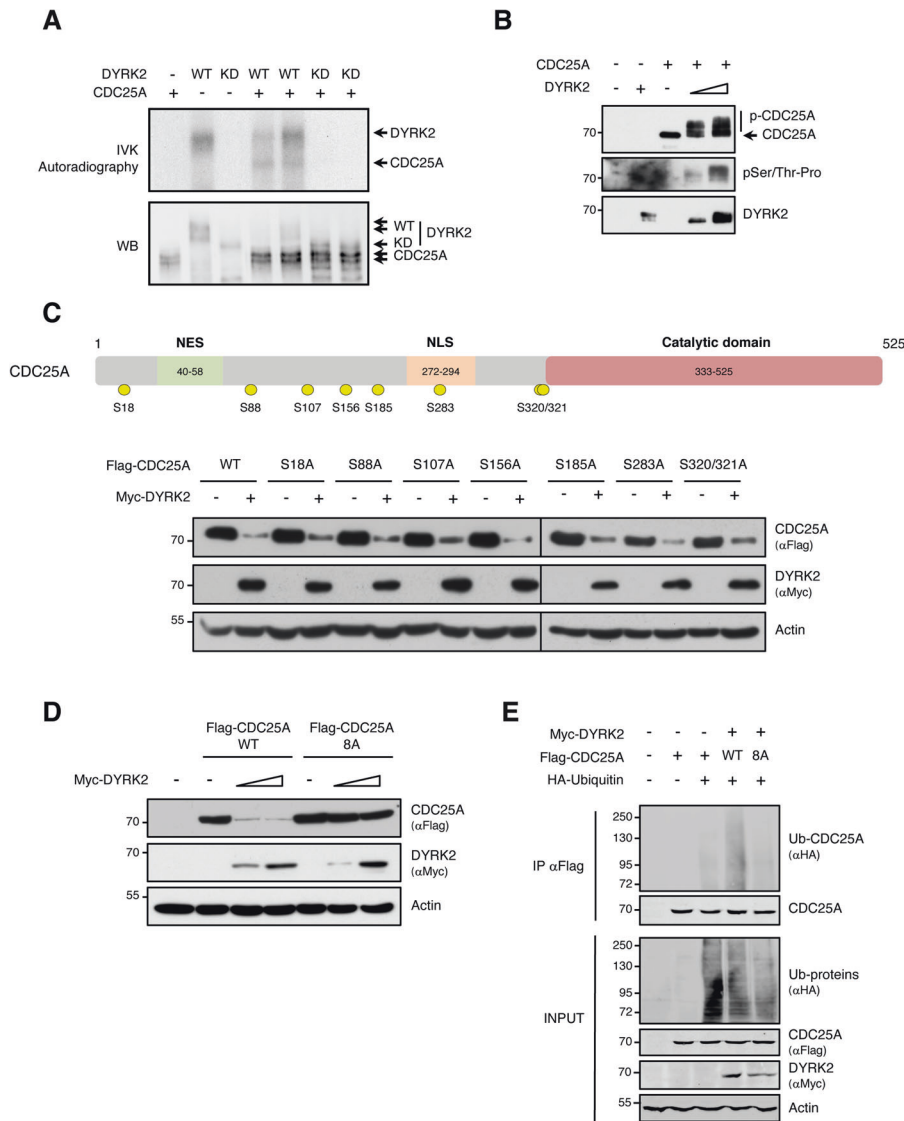 A
DYRK2 - WT KD WT WT KD KD
CDC25A + - - + + + +
IVK
Autoradiography
DYRK2
CDC25A
WB
WT
KD
DYRK2
CDC25A
B
CDC25A - - + + +
DYRK2 - + -
70
p-CDC25A
CDC25A
70
pSer/Thr-Pro
70
DYRK2
C
1 NES NLS Catalytic domain 525
CDC25A 40-58 272-294 333-525
S18 S88 S107 S156 S185 S283 S320/321
Flag-CDC25A WT S18A S88A S107A S156A S185A S283A S320/321A
Myc-DYRK2 - + - + - + - + - + - + - + - +
70
CDC25A
(αFlag)
70
DYRK2
(αMyc)
55
Actin
D
Flag-CDC25A
WT
Flag-CDC25A
8A
Myc-DYRK2 - - -
70
CDC25A
(αFlag)
70
DYRK2
(αMyc)
55
Actin
E
Myc-DYRK2 - - - + +
Flag-CDC25A - + + WT 8A
HA-Ubiquitin - - + + +
IP αFlag
250
130
95
72
Ub-CDC25A
(αHA)
70
CDC25A
INPUT
250
130
95
72
Ub-proteins
(αHA)
70
CDC25A
(αFlag)
70
DYRK2
(αMyc)
55
Actin